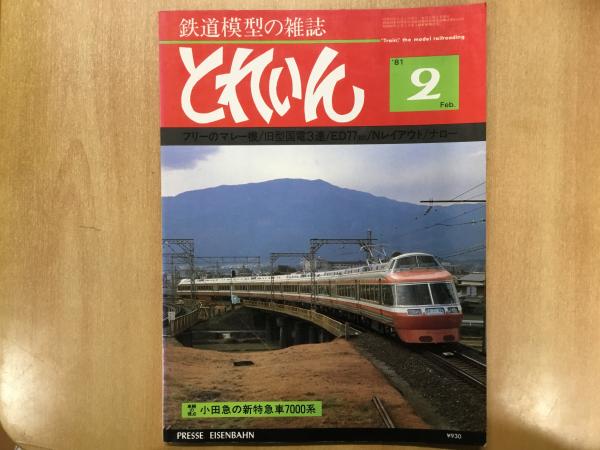 鉄道模型の雑誌
"Train," the model railroading
とれいん
'81
2
Feb.
フリーのマレー機/旧型国電3連/ED77/Nレイアウト/ナロー
小田急の新特急車7000系
PRESSE EISENBAHN
¥930